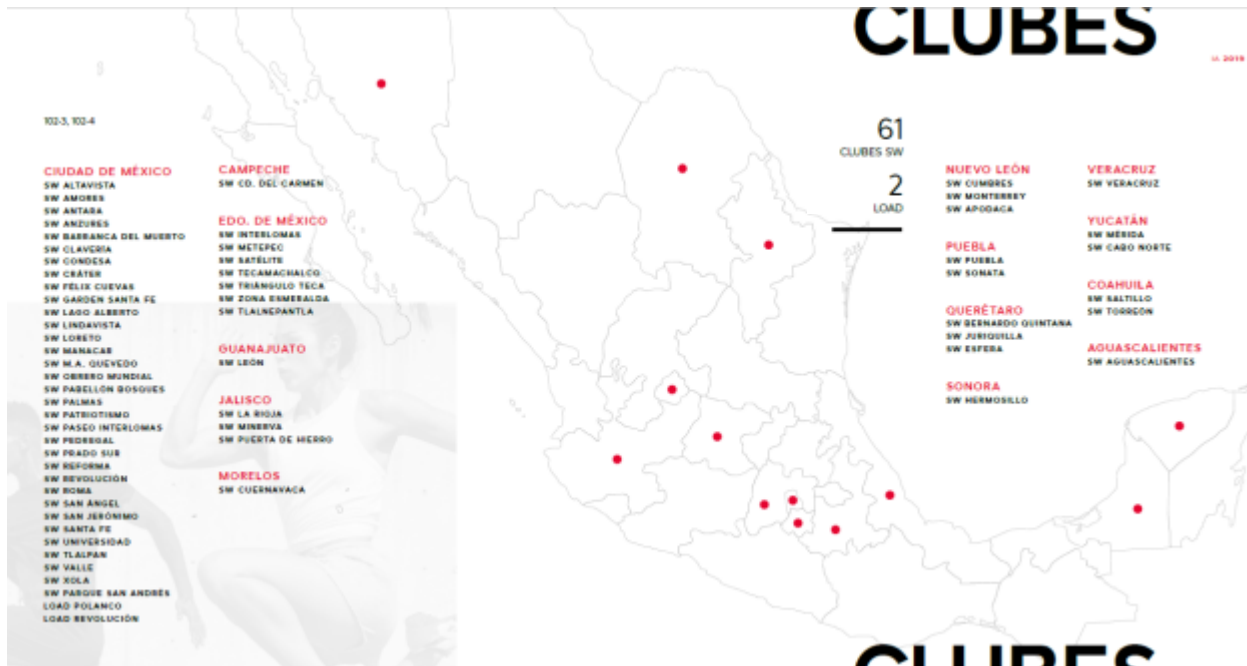 CLUBES
IA 2019
102-3, 102-4
61
CLUBES SW
2
LOAD
CIUDAD DE MÉXICO
SW ALTAVISTA
SW AMORES
SW ANTARA
SW ANZURES
SW BARRANCA DEL MUERTO
SW CLAVERÍA
SW CONDESA
SW CRÁTER
SW FÉLIX CUEVAS
SW GARDEN SANTA FE
SW LAGO ALBERTO
SW LINDAVISTA
SW LORETO
SW MANACAR
SW M.A. QUEVEDO
SW OBRERO MUNDIAL
SW PABELLÓN BOSQUES
SW PALMAS
SW PATRIOTISMO
SW PASEO INTERLOMAS
SW PEDREGAL
SW PRADO SUR
SW REFORMA
SW REVOLUCIÓN
SW ROMA
SW SAN ÁNGEL
SW SAN JERÓNIMO
SW SANTA FE
SW UNIVERSIDAD
SW TLALPAN
SW VALLE
SW XOLA
SW PARQUE SAN ANDRÉS
LOAD POLANCO
LOAD REVOLUCIÓN
CAMPECHE
SW CD. DEL CARMEN
EDO. DE MÉXICO
SW INTERLOMAS
SW METEPEC
SW SATÉLITE
SW TECAMACHALCO
SW TRIÁNGULO TECA
SW ZONA ESMERALDA
SW TLALNEPANTLA
GUANAJUATO
SW LEÓN
JALISCO
SW LA RIOJA
SW MINERVA
SW PUERTA DE HIERRO
MORELOS
SW CUERNAVACA
NUEVO LEÓN
SW CUMBRES
SW MONTERREY
SW APODACA
PUEBLA
SW PUEBLA
SW SONATA
QUERÉTARO
SW BERNARDO QUINTANA
SW JURIQUILLA
SW ESFERA
SONORA
SW HERMOSILLO
VERACRUZ
SW VERACRUZ
YUCATÁN
SW MÉRIDA
SW CABO NORTE
COAHUILA
SW SALTILLO
SW TORREÓN
AGUASCALIENTES
SW AGUASCALIENTES
CLUBES